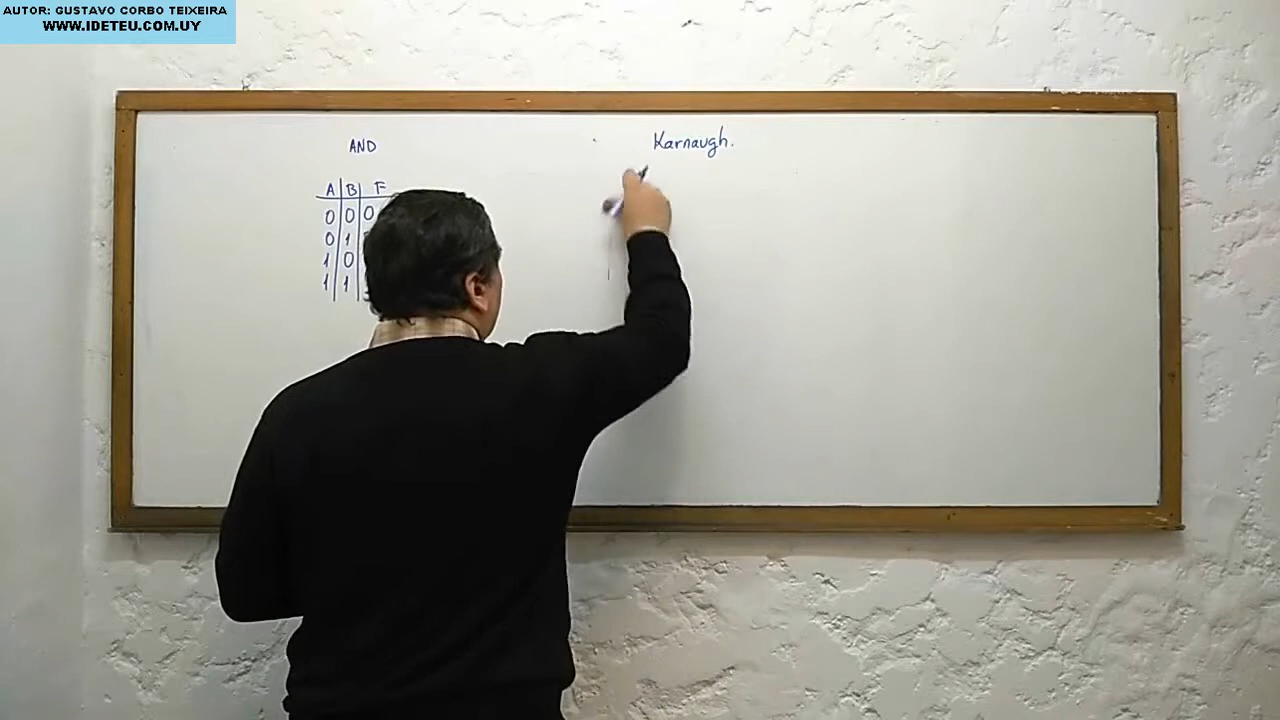 AUTOR: GUSTAVO CORBO TEIXEIRA
WWW.IDETEU.COM.UY
AND
Karnaugh.
A B F
0 0 0
0 1
1 0
1 1